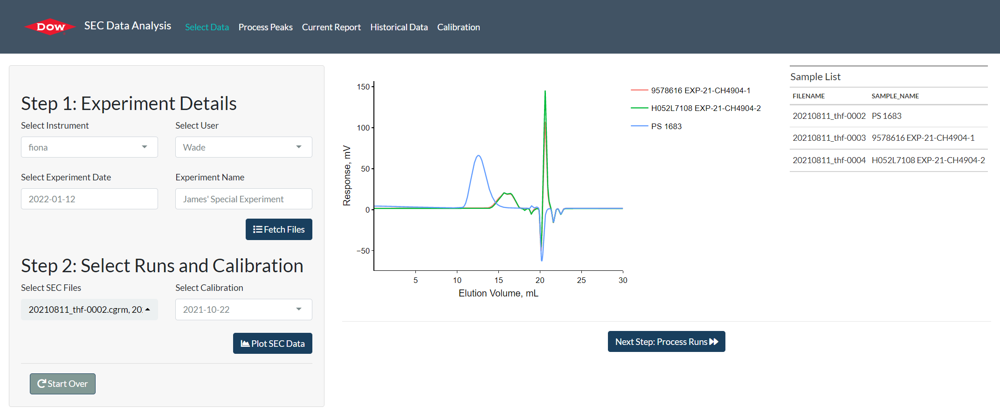 Dow
SEC Data Analysis
Select Data
Process Peaks
Current Report
Historical Data
Calibration
Step 1: Experiment Details
Select Instrument
Select User
fiona
Wade
Select Experiment Date
Experiment Name
2022-01-12
James' Special Experiment
Fetch Files
Step 2: Select Runs and Calibration
Select SEC Files
Select Calibration
20210811_thf-0002.cgrm, 20
2021-10-22
Plot SEC Data
Start Over
150
100
50
0
−50
Response, mV
5
10
15
20
25
30
Elution Volume, mL
9578616 EXP-21-CH4904-1
H052L7108 EXP-21-CH4904-2
PS 1683
Next Step: Process Runs
Sample List
FILENAME SAMPLE_NAME
20210811_thf-0002 PS 1683
20210811_thf-0003 9578616 EXP-21-CH4904-1
20210811_thf-0004 H052L7108 EXP-21-CH4904-2